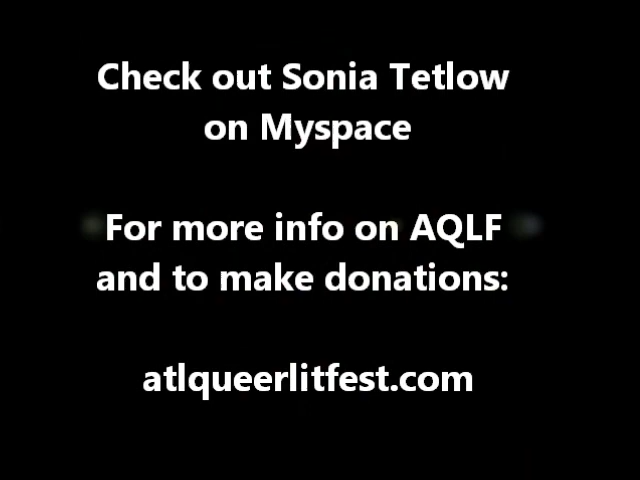 Check out Sonia Tetlow
on Myspace
For more info on AQLF
and to make donations:
atlqueerlitfest.com